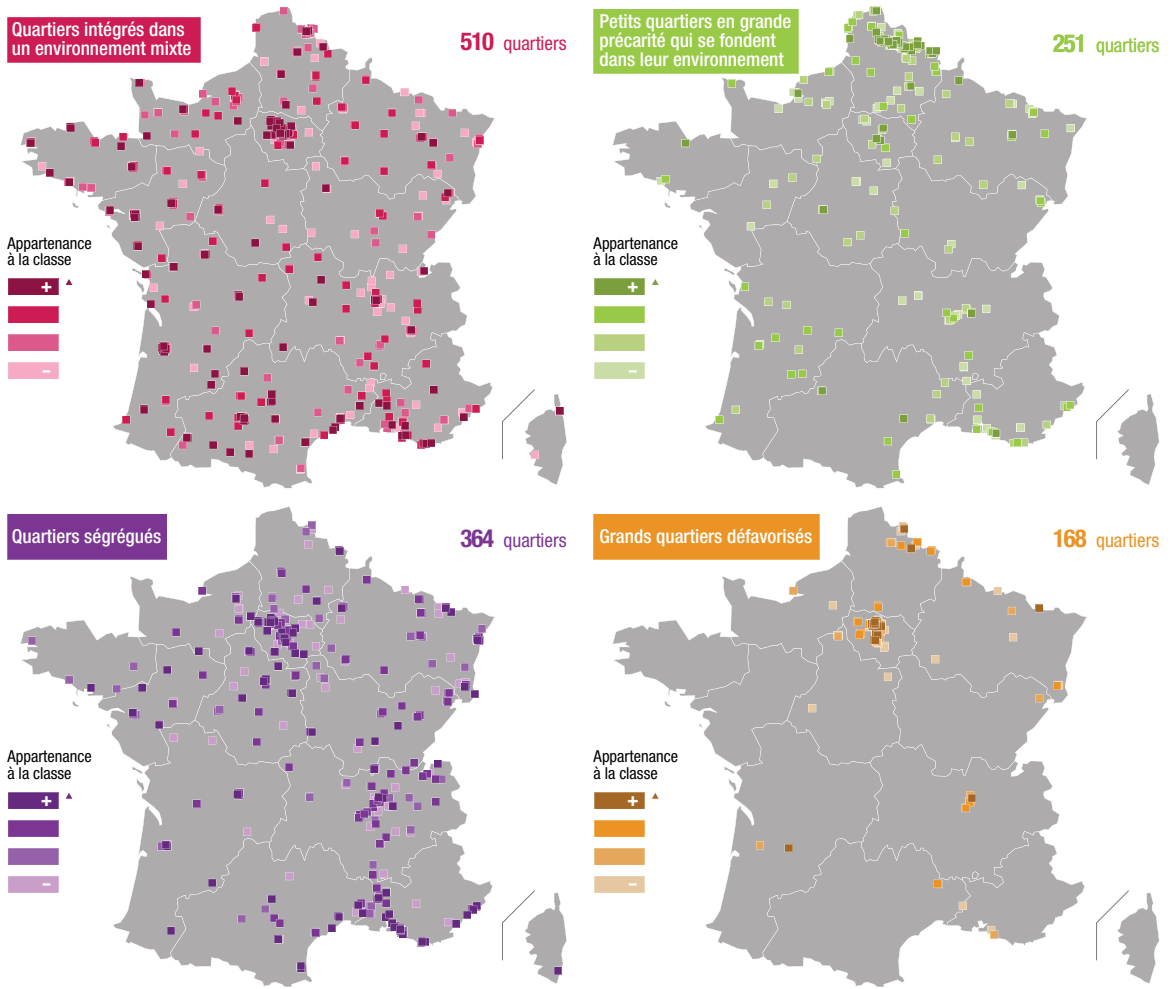 Quartiers intégrés dans
un environnement mixte
510 quartiers
Appartenance
à la classe
+
–
Petits quartiers en grande
précarité qui se fondent
dans leur environnement
251 quartiers
Appartenance
à la classe
+
–
Quartiers ségrégués
364 quartiers
Appartenance
à la classe
+
–
Grands quartiers défavorisés
168 quartiers
Appartenance
à la classe
+
–